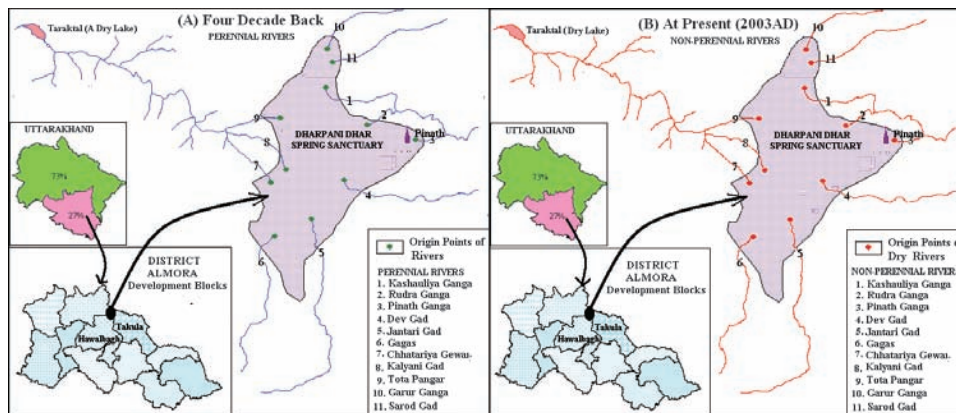 (A) Four Decade Back
PERENNIAL RIVERS
Taraktal (A Dry Lake)
10
11
1
2
9
8
7
Pinath
3
DHARPANI DHAR
SPRING SANCTUARY
4
5
6
UTTARAKHAND
73%
27%
DISTRICT
ALMORA
Development Blocks
Takula
Hawalbagh
Origin Points of
Rivers
PERENNIAL RIVERS
1. Kashauliya Ganga
2. Rudra Ganga
3. Pinath Ganga
4. Dev Gad
5. Jantari Gad
6. Gagas
7. Chhatariya Gewau
8. Kalyani Gad
9. Tota Pangar
10. Garur Ganga
11. Sarod Gad
(B) At Present (2003AD)
NON-PERENNIAL RIVERS
Taraktal (Dry Lake)
10
11
1
2
9
8
7
Pinath
3
DHARPANI DHAR
SPRING SANCTUARY
4
5
6
UTTARAKHAND
73%
27%
DISTRICT
ALMORA
Development Blocks
Takula
Hawalbagh
Origin Points of
Dry Rivers
NON-PERENNIAL RIVER
1. Kashauliya Ganga
2. Rudra Ganga
3. Pinath Ganga
4. Dev Gad
5. Jantari Gad
6. Gagas
7. Chhatariya Gewau
8. Kalyani Gad
9. Tota Pangar
10. Garur Ganga
11. Sarod Gad